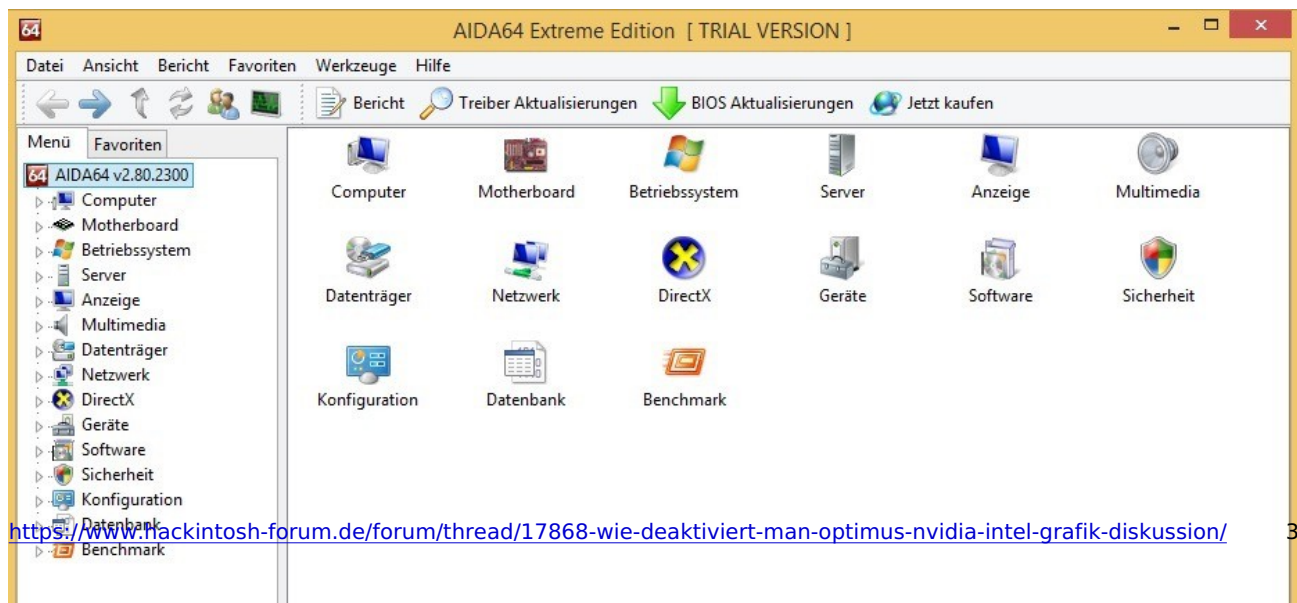 64 AIDA64 Extreme Edition [ TRIAL VERSION ]
Datei Ansicht Bericht Favoriten Werkzeuge Hilfe
Bericht Treiber Aktualisierungen BIOS Aktualisierungen Jetzt kaufen
Menü Favoriten
64 AIDA64 v2.80.2300
Computer
Motherboard
Betriebssystem
Server
Anzeige
Multimedia
Datenträger
Netzwerk
DirectX
Geräte
Software
Sicherheit
Konfiguration
Datenbank
Benchmark
Computer Motherboard Betriebssystem Server Anzeige Multimedia
Datenträger Netzwerk DirectX Geräte Software Sicherheit
Konfiguration Datenbank Benchmark
https://www.hackintosh-forum.de/forum/thread/17868-wie-deaktiviert-man-optimus-nvidia-intel-grafik-diskussion/ 3